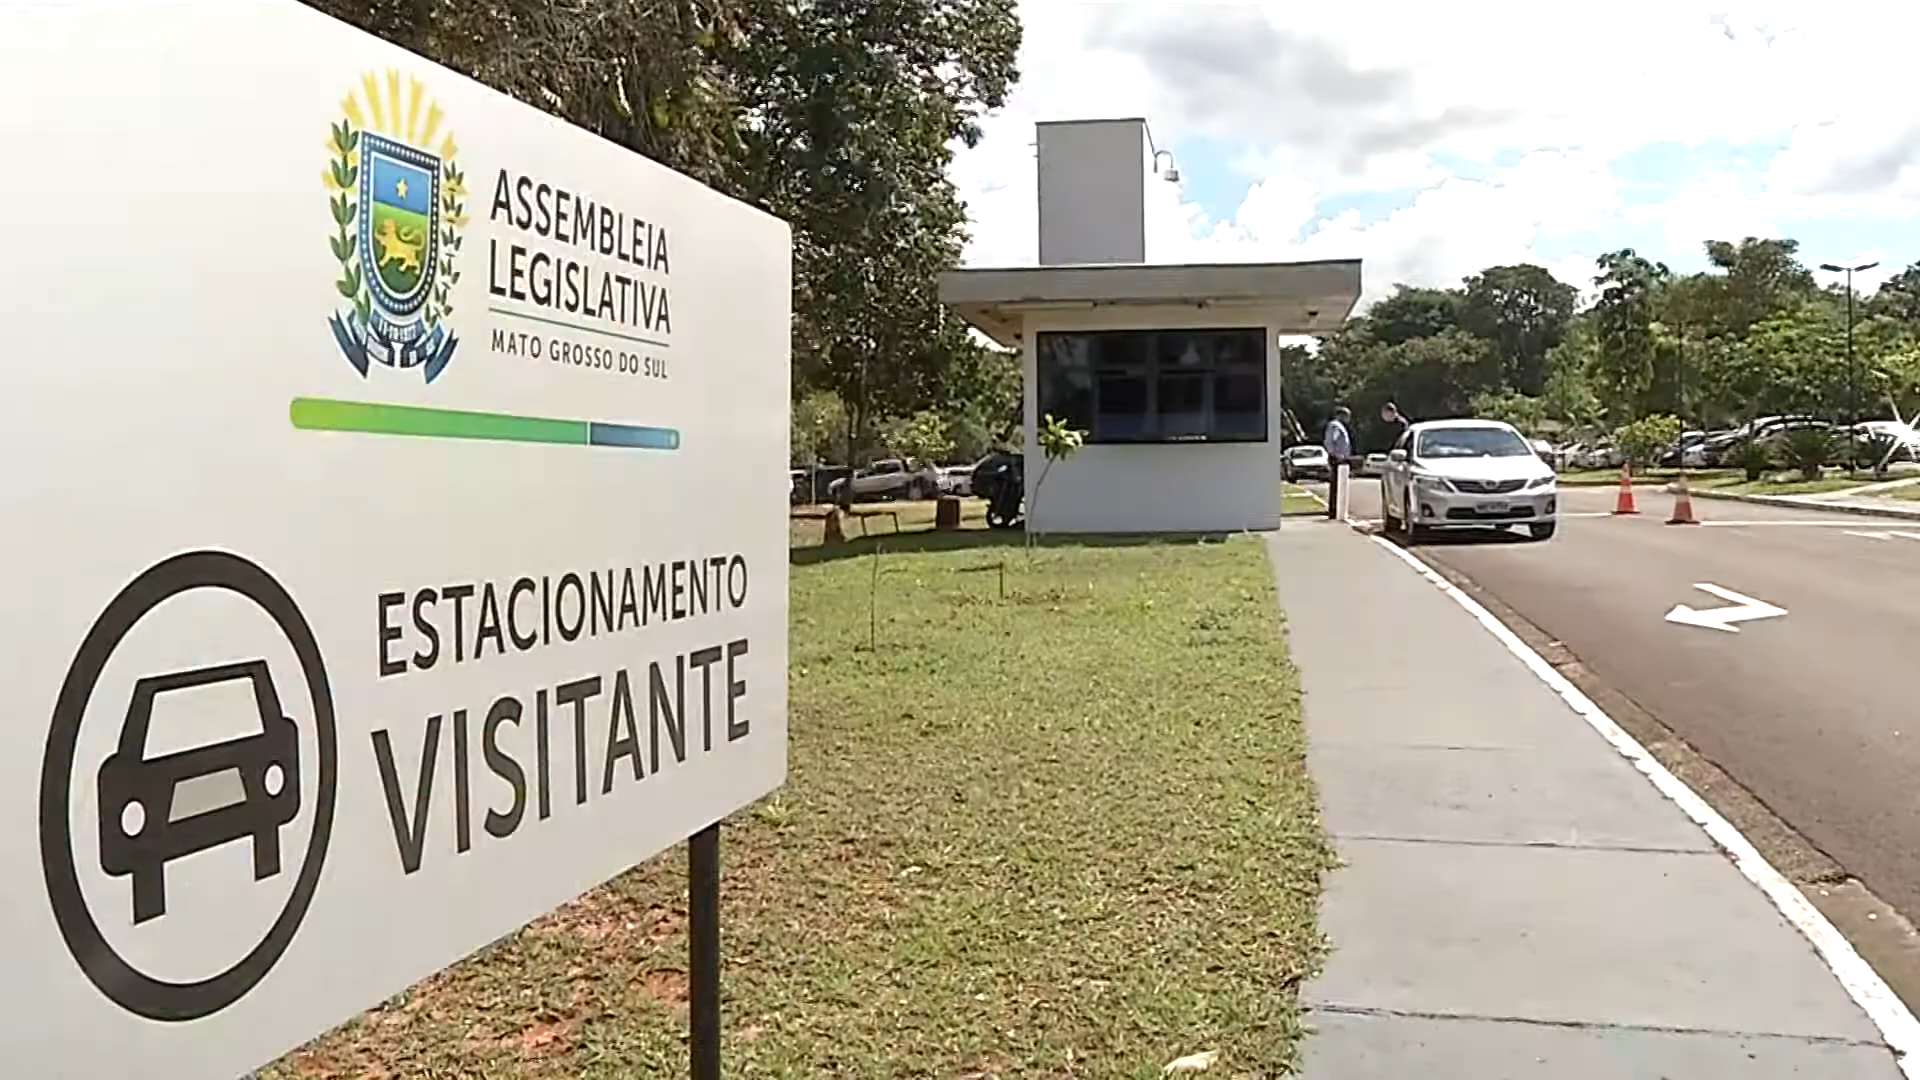 ASSEMBLEIA
LEGISLATIVA
MATO GROSSO DO SUL
ESTACIONAMENTO
VISITANTE